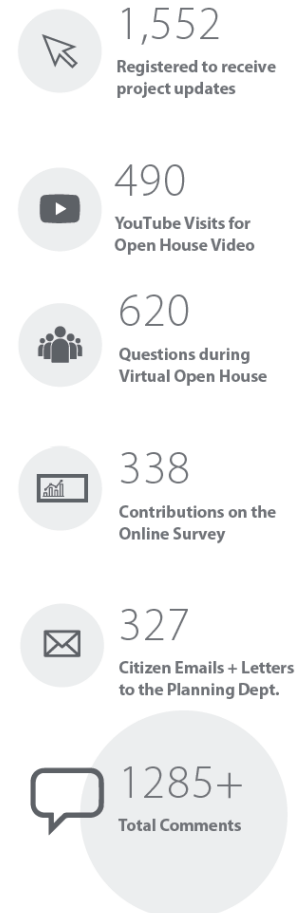 1,552
Registered to receive
project updates
490
YouTube Visits for
Open House Video
620
Questions during
Virtual Open House
338
Contributions on the
Online Survey
327
Citizen Emails + Letters
to the Planning Dept.
1285+
Total Comments